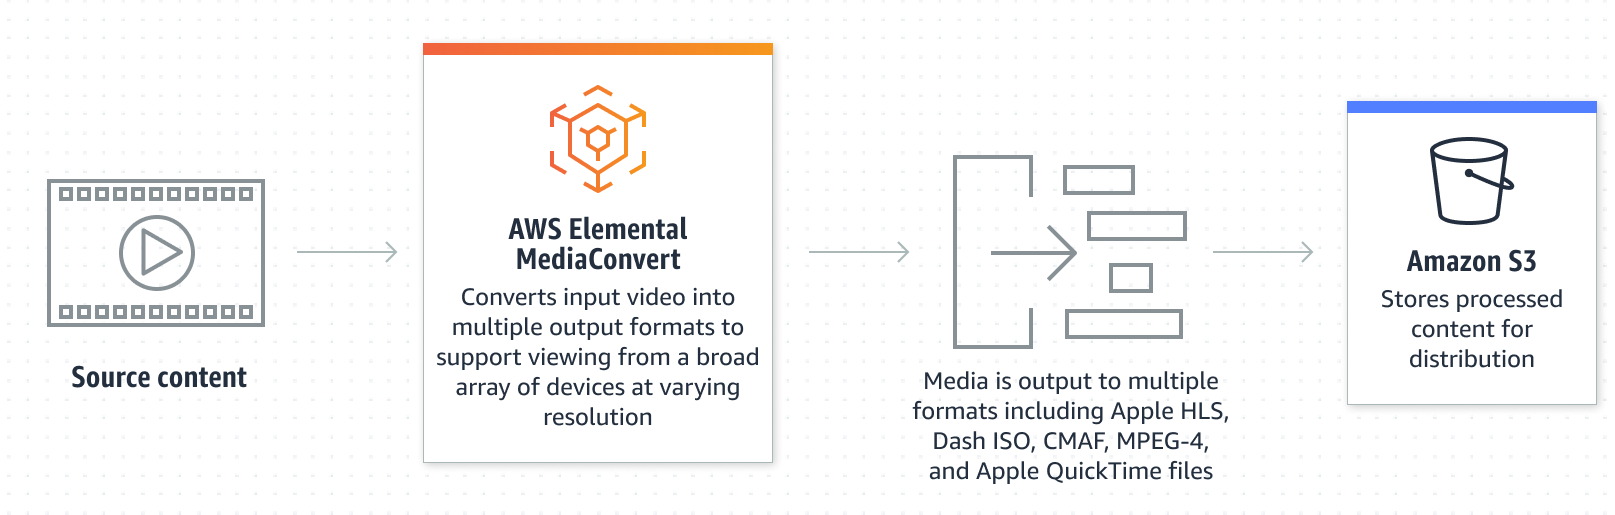 Source content
AWS Elemental
MediaConvert
Converts input video into
multiple output formats to
support viewing from a broad
array of devices at varying
resolution
Media is output to multiple
formats including Apple HLS,
Dash ISO, CMAF, MPEG-4,
and Apple QuickTime files
Amazon S3
Stores processed
content for
distribution